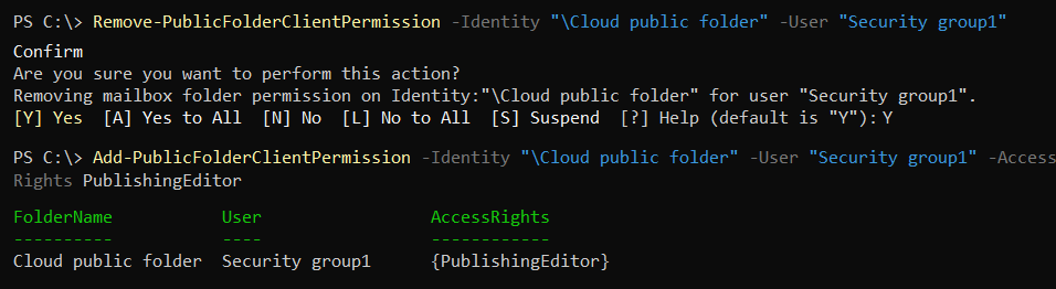 PS C:\> Remove-PublicFolderClientPermission -Identity "\Cloud public folder" -User "Security group1"
Confirm
Are you sure you want to perform this action?
Removing mailbox folder permission on Identity:"\Cloud public folder" for user "Security group1".
[Y] Yes  [A] Yes to All  [N] No  [L] No to All  [S] Suspend  [?] Help (default is "Y"): Y
PS C:\> Add-PublicFolderClientPermission -Identity "\Cloud public folder" -User "Security group1" -Access
Rights PublishingEditor
FolderName           User                 AccessRights
----------           ----                 ------------
Cloud public folder  Security group1      {PublishingEditor}